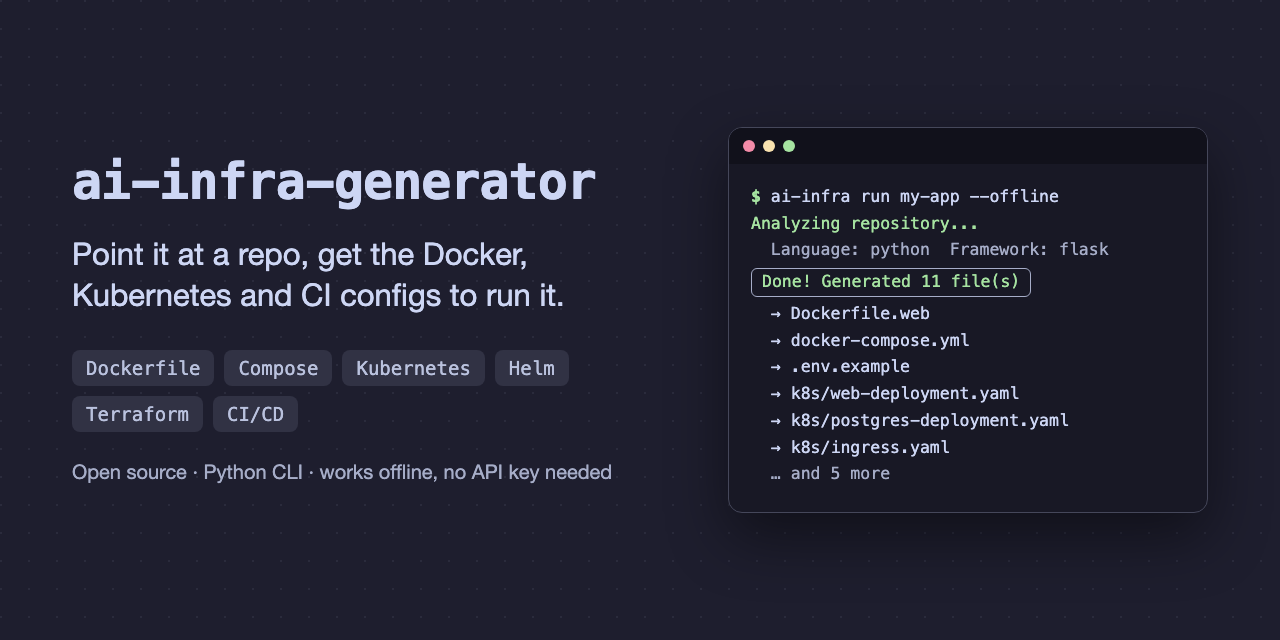 ai-infra-generator
Point it at a repo, get the Docker,
Kubernetes and CI configs to run it.
Dockerfile Compose Kubernetes Helm
Terraform CI/CD
Open source · Python CLI · works offline, no API key needed
$ ai-infra run my-app --offline
Analyzing repository...
Language: python Framework: flask
Done! Generated 11 file(s)
→ Dockerfile.web
→ docker-compose.yml
→ .env.example
→ k8s/web-deployment.yaml
→ k8s/postgres-deployment.yaml
→ k8s/ingress.yaml
… and 5 more